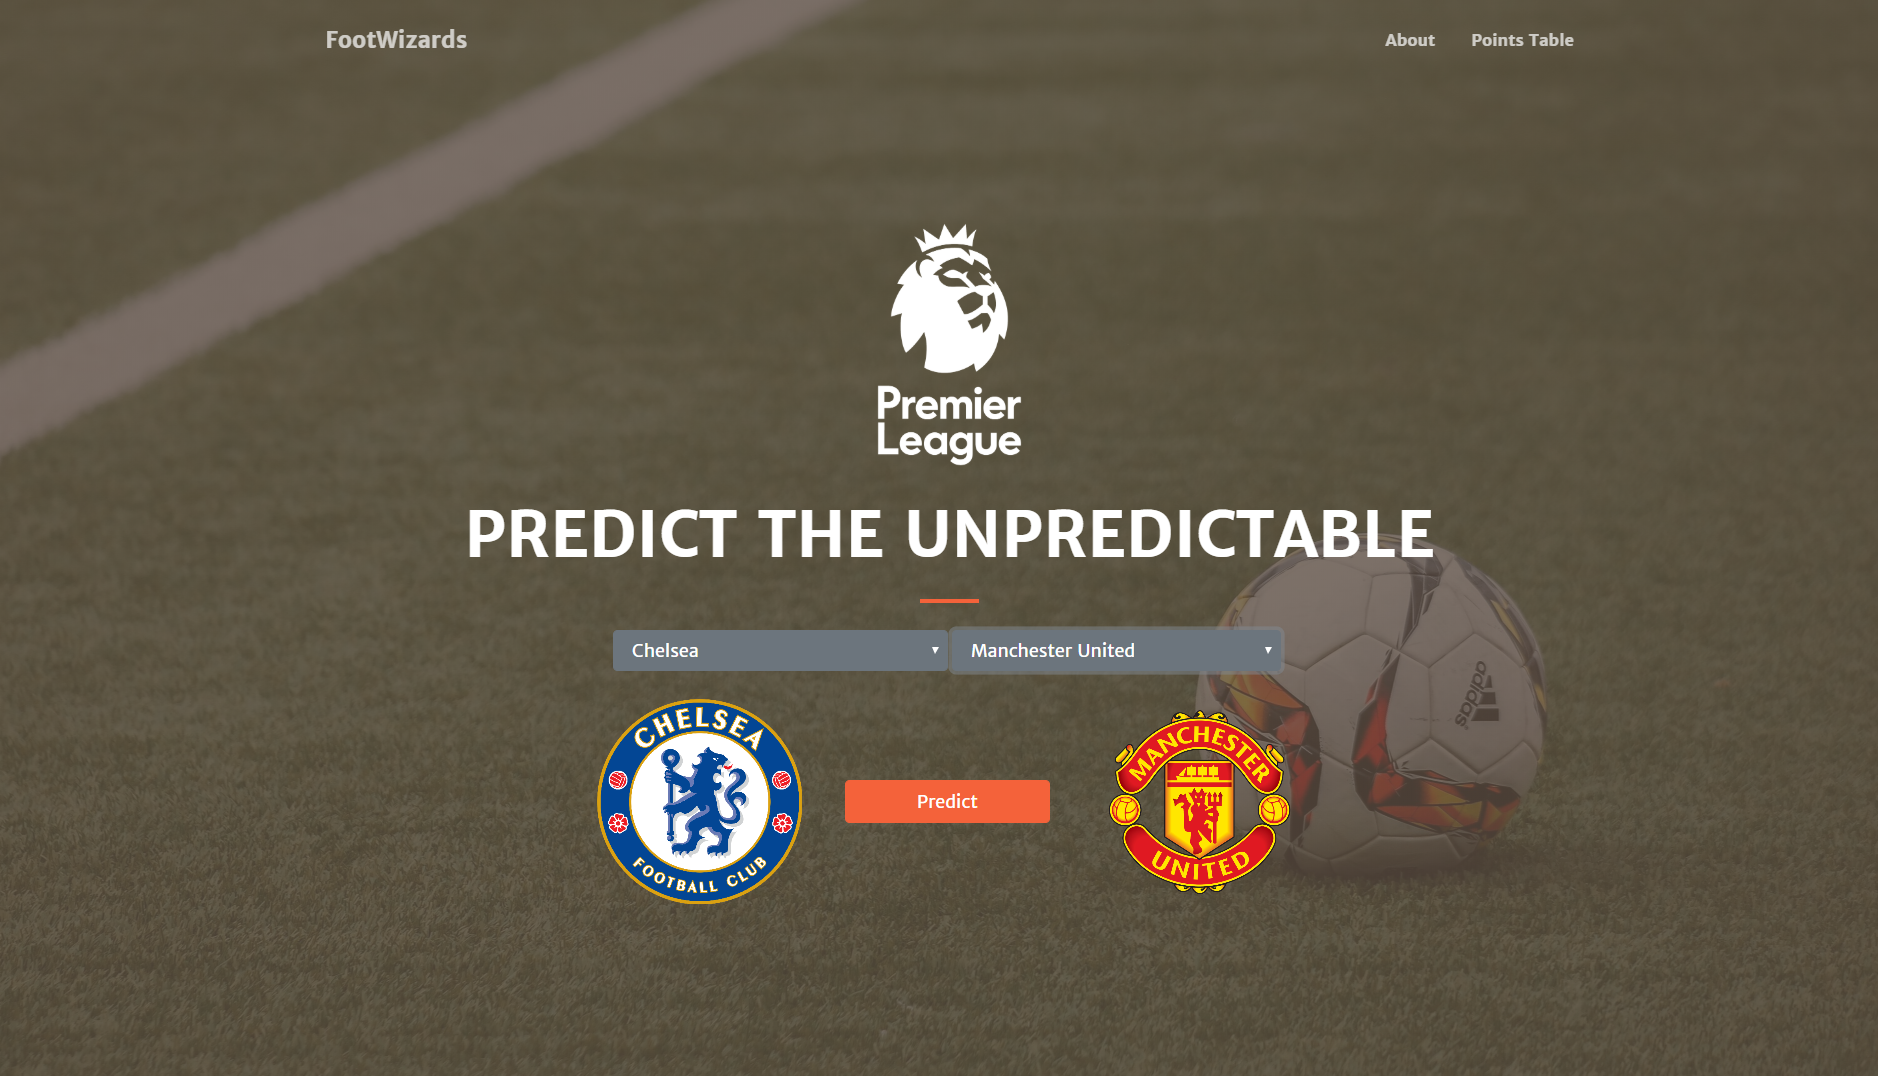 FootWizards
About
Points Table
Premier
League
PREDICT THE UNPREDICTABLE
Chelsea
Manchester United
CHELSEA
FOOTBALL CLUB
Predict
MANCHESTER
UNITED
adidas